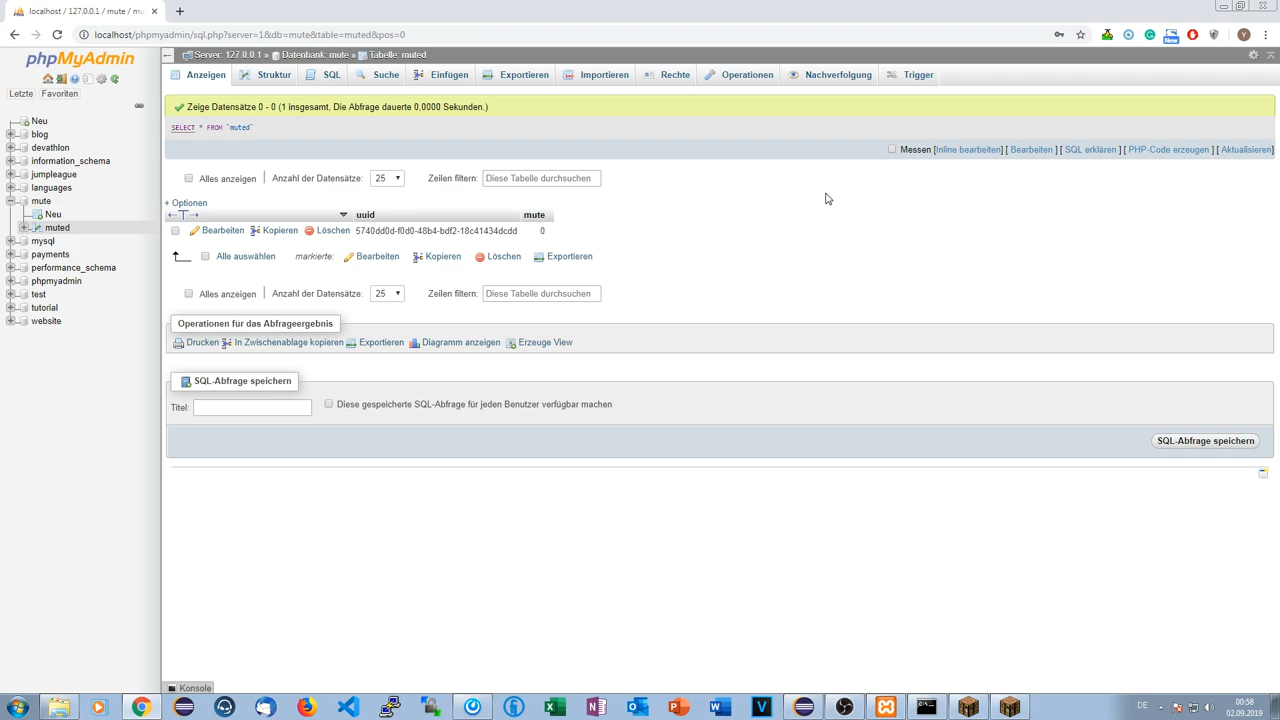 localhost / 127.0.0.1 / mute / mu
localhost/phpmyadmin/sql.php?server=1&db=mute&table=muted&pos=0
New
Y
phpMyAdmin
Letzte Favoriten
Neu
blog
devathlon
information_schema
jumpleague
languages
mute
Neu
muted
mysql
payments
performance_schema
phpmyadmin
test
tutorial
website
Server: 127.0.0.1 » Datenbank: mute » Tabelle: muted
Anzeigen Struktur SQL Suche Einfügen Exportieren Importieren Rechte Operationen Nachverfolgung Trigger
Zeige Datensätze 0 - 0 (1 insgesamt, Die Abfrage dauerte 0,0000 Sekunden.)
SELECT * FROM `muted`
Messen [Inline bearbeiten] [ Bearbeiten ] [ SQL erklären ] [ PHP-Code erzeugen ] [ Aktualisieren]
Alles anzeigen | Anzahl der Datensätze: 25 Zeilen filtern: Diese Tabelle durchsuchen
+ Optionen
←T→ uuid mute
Bearbeiten Kopieren Löschen 5740dd0d-f0d0-48b4-bdf2-18c41434dcdd 0
Alle auswählen markierte: Bearbeiten Kopieren Löschen Exportieren
Alles anzeigen | Anzahl der Datensätze: 25 Zeilen filtern: Diese Tabelle durchsuchen
Operationen für das Abfrageergebnis
Drucken In Zwischenablage kopieren Exportieren Diagramm anzeigen Erzeuge View
SQL-Abfrage speichern
Titel: Diese gespeicherte SQL-Abfrage für jeden Benutzer verfügbar machen
SQL-Abfrage speichern
Konsole
DE 00:58
02.09.2019